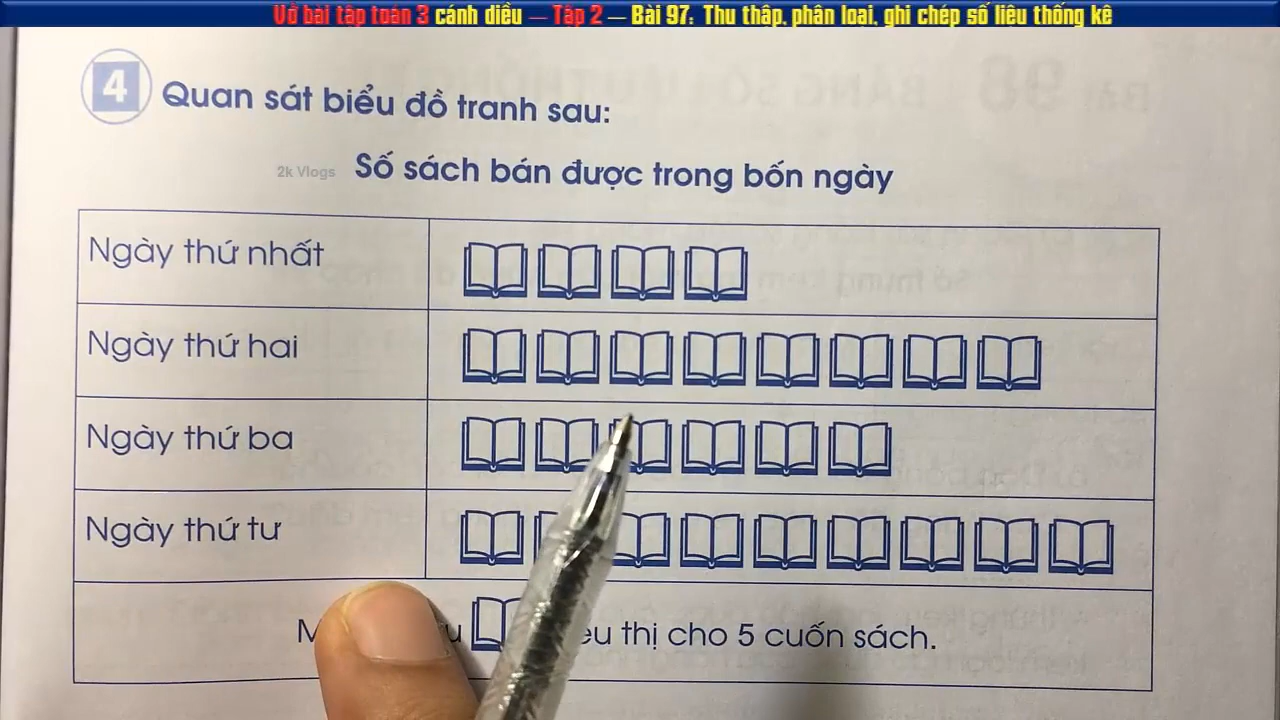 Vở bài tập toán 3 cánh diều – Tập 2 – Bài 97: Thu thập, phân loại, ghi chép số liệu thống kê
4 Quan sát biểu đồ tranh sau:
2k Vlogs Số sách bán được trong bốn ngày
Ngày thứ nhất
Ngày thứ hai
Ngày thứ ba
Ngày thứ tư
thị cho 5 cuốn sách.